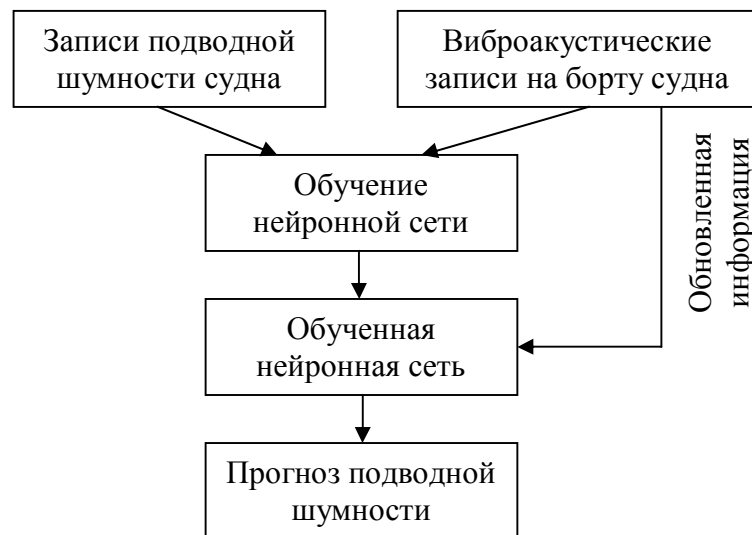 Записи подводной
шумности судна
Виброакустические
записи на борту судна
Обучение
нейронной сети
Обновленная
информация
Обученная
нейронная сеть
Прогноз подводной
шумности